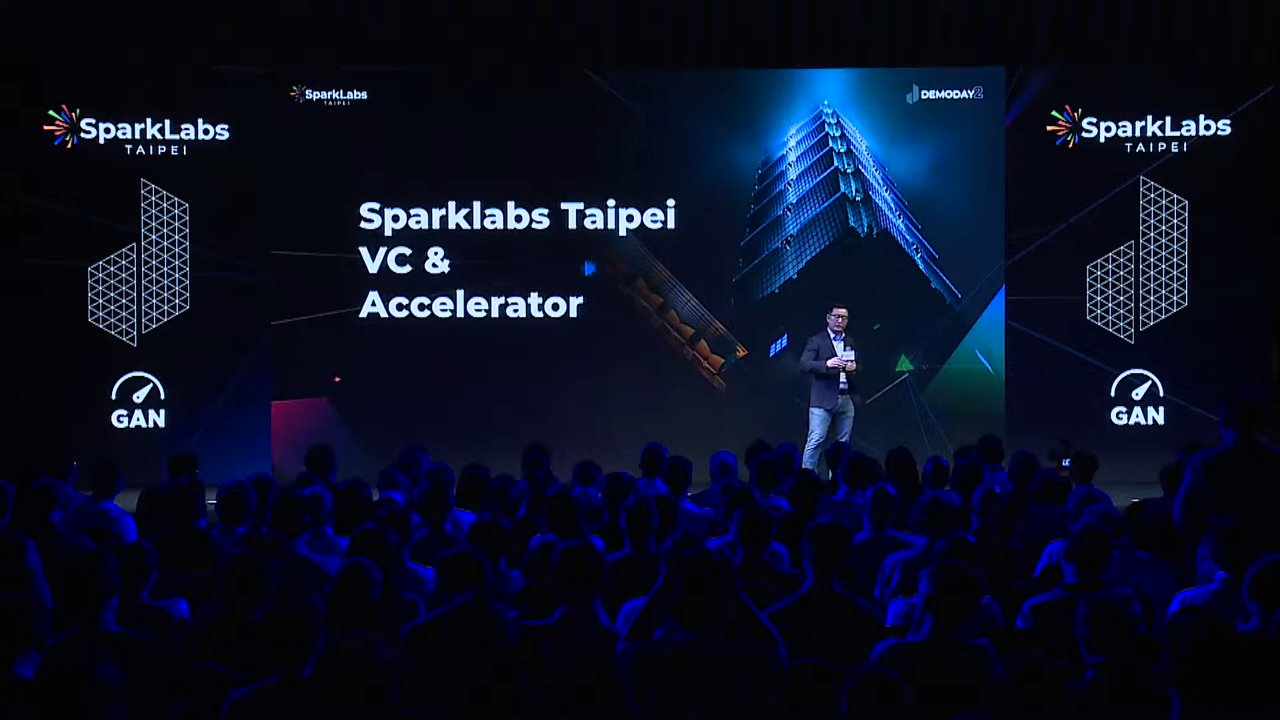 SparkLabs
TAIPEI
GAN
SparkLabs
TAIPEI
DEMODAY2
Sparklabs Taipei
VC &
Accelerator
SparkLabs
TAIPEI
GAN